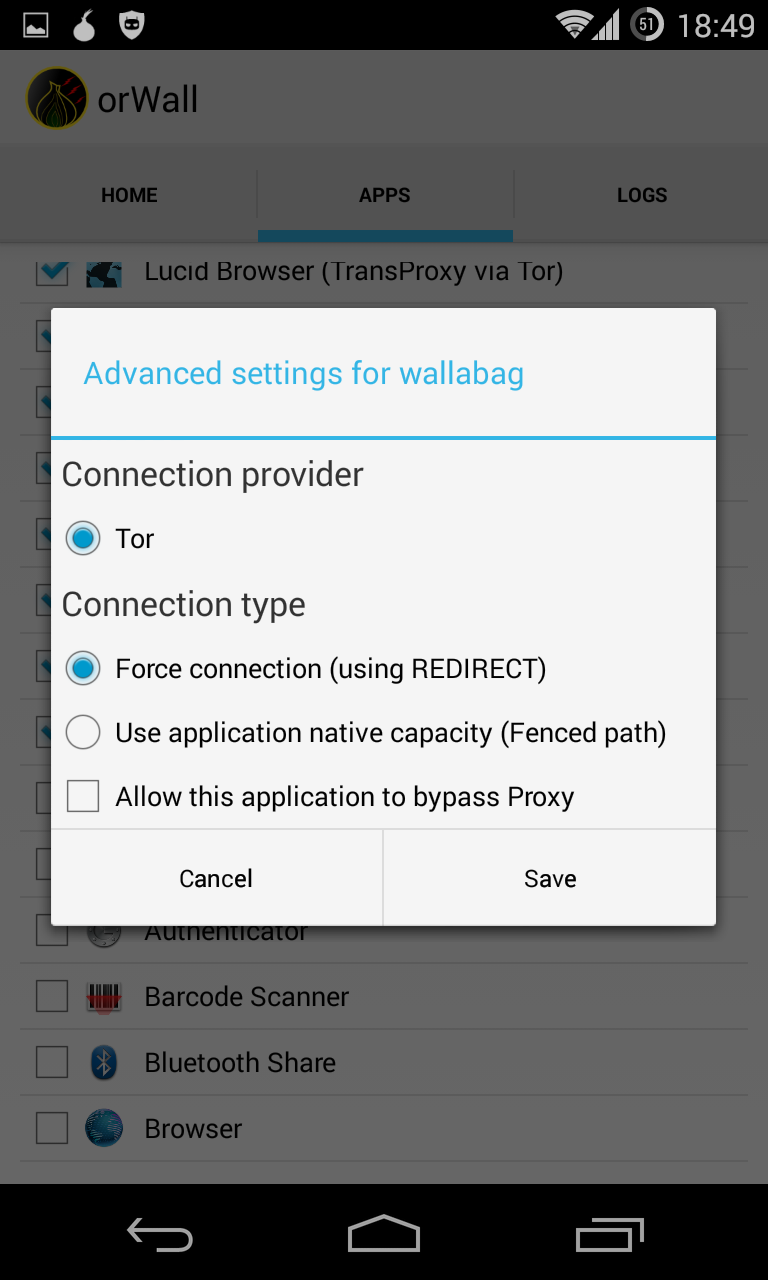 51 18:49
orWall
HOME APPS LOGS
Lucid Browser (TransProxy via Tor)
Advanced settings for wallabag
Connection provider
Tor
Connection type
Force connection (using REDIRECT)
Use application native capacity (Fenced path)
Allow this application to bypass Proxy
Cancel Save
Authenticator
Barcode Scanner
Bluetooth Share
Browser